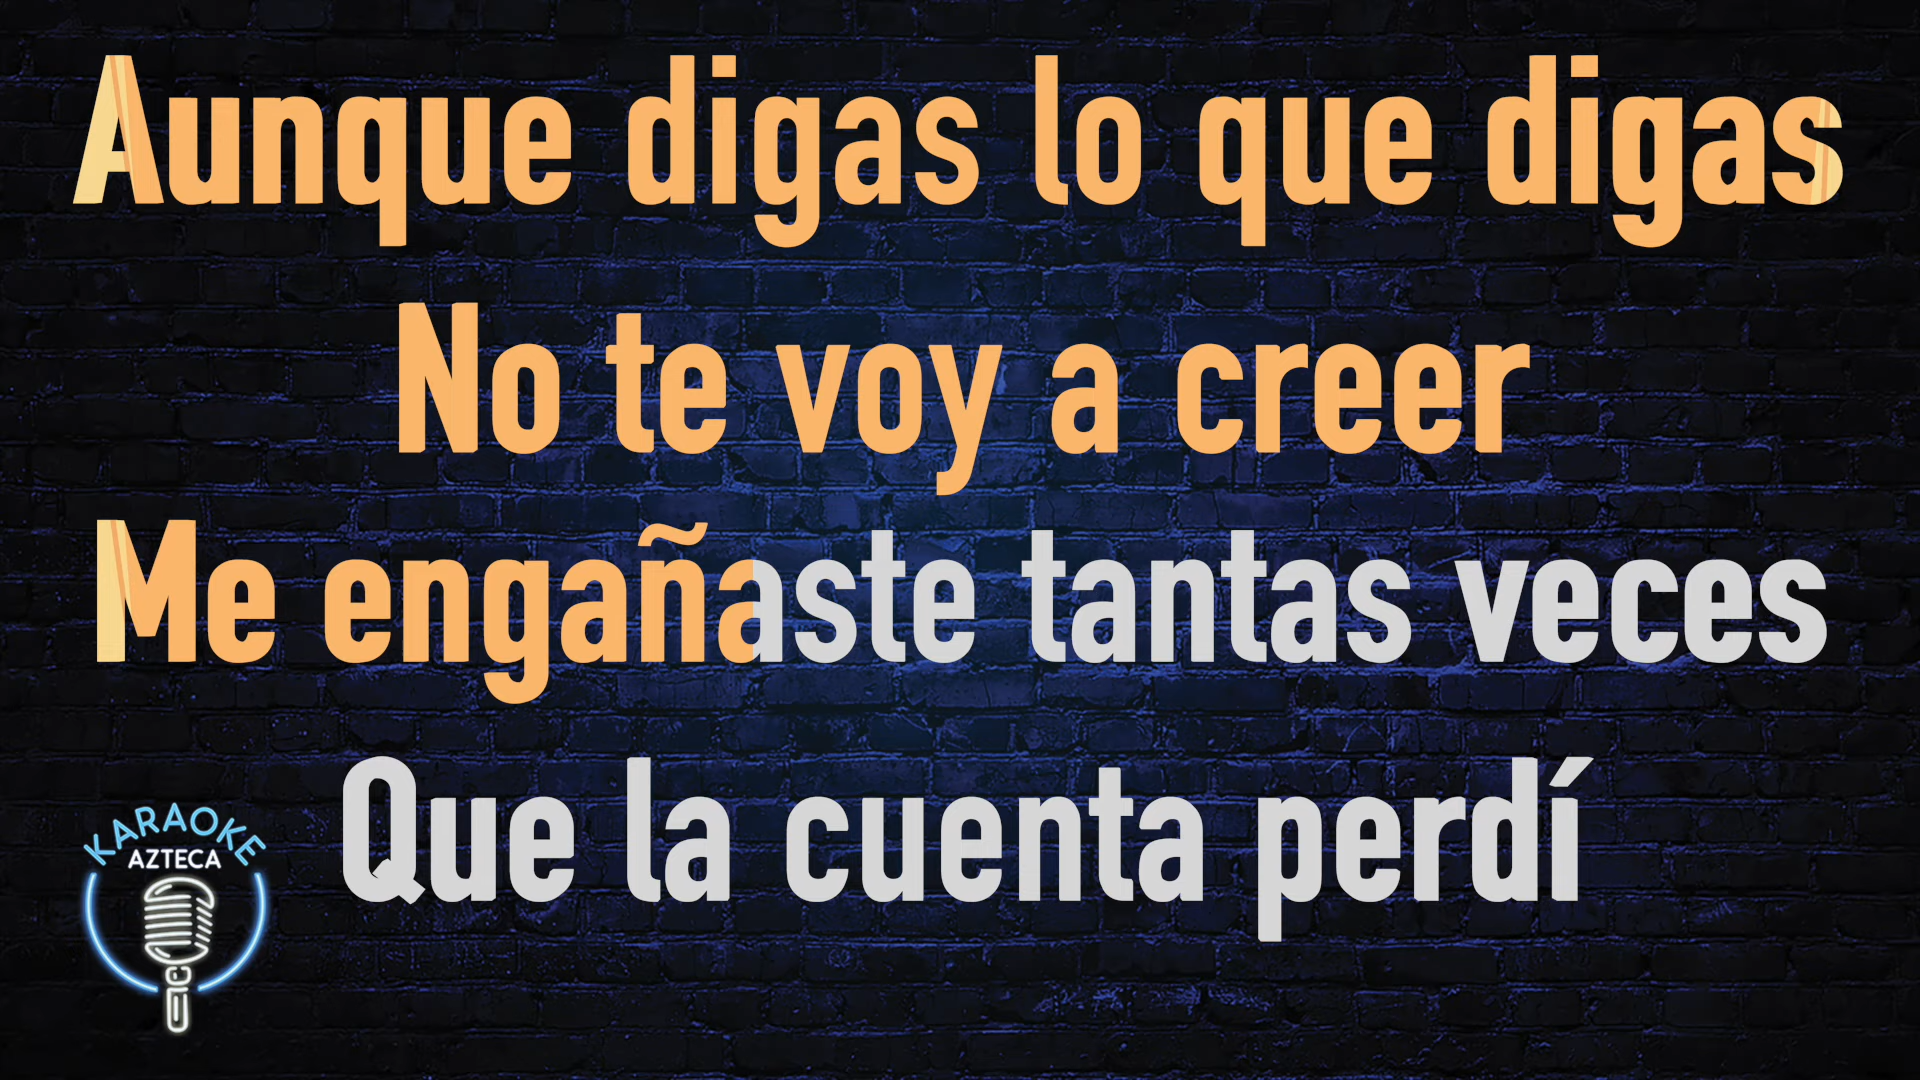 Aunque digas lo que digas
No te voy a creer
Me engañaste tantas veces
Que la cuenta perdí
KARAOKE
AZTECA